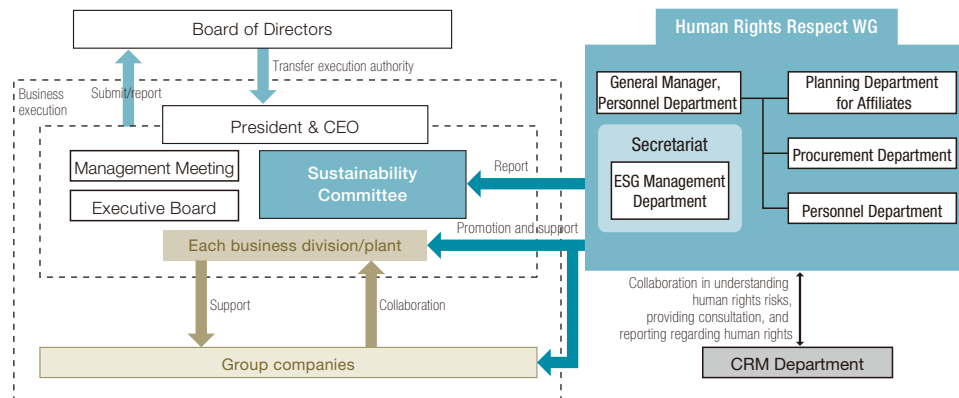 Board of Directors
Business
execution
Submit/report
Transfer execution authority
President & CEO
Management Meeting
Executive Board
Sustainability
Committee
Each business division/plant
Support
Collaboration
Group companies
Report
Promotion and support
Human Rights Respect WG
General Manager,
Personnel Department
Secretariat
ESG Management
Department
Planning Department
for Affiliates
Procurement Department
Personnel Department
Collaboration in understanding
human rights risks,
providing consultation, and
reporting regarding human rights
CRM Department